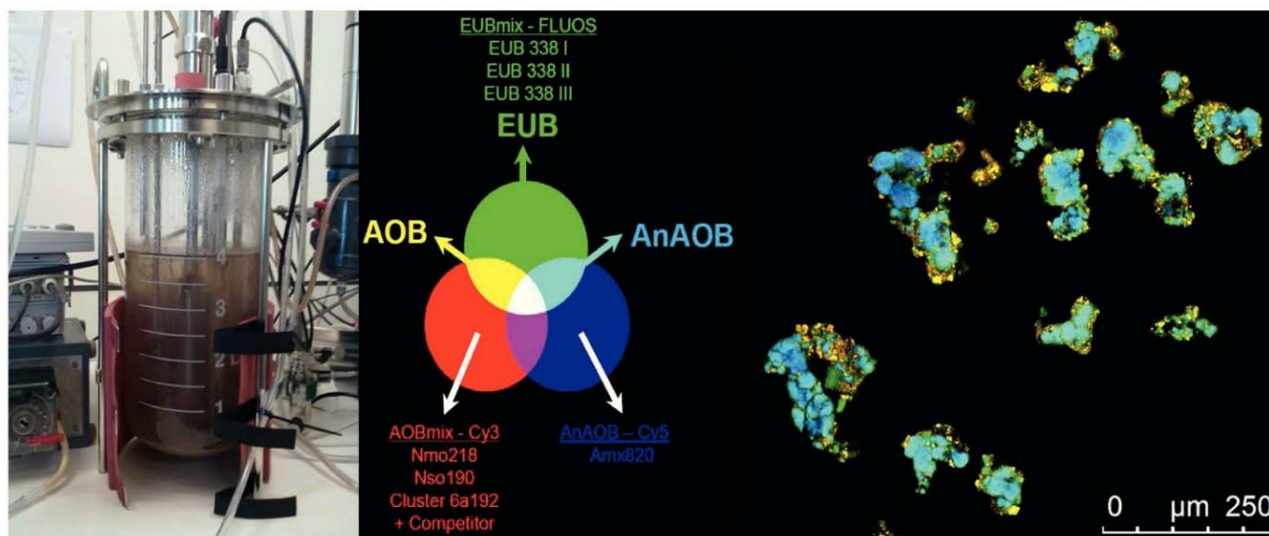 EUBmix - FLUOS
EUB 338 I
EUB 338 II
EUB 338 III
EUB
AOB
AnAOB
AOBmix - Cy3
Nmo218
Nso190
Cluster 6a192
+ Competitor
AnAOB – Cy5
Amx820
4
3
2
1
0 µm 250